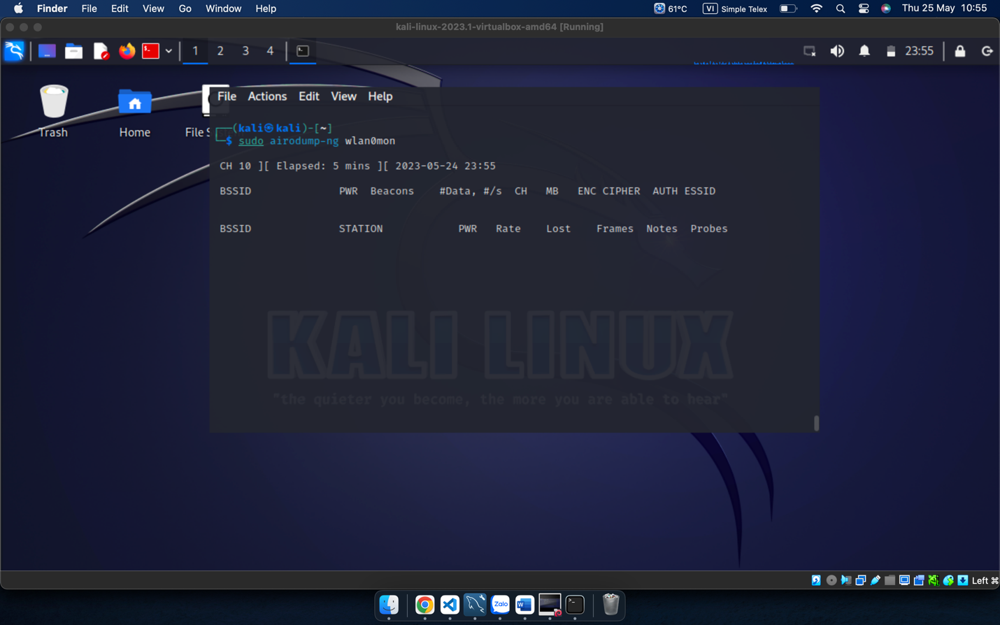 Finder File Edit View Go Window Help 61°C VI Simple Telex Thu 25 May 10:55
kali-linux-2023.1-virtualbox-amd64 [Running]
1 2 3 4 23:55
File Actions Edit View Help
Trash Home File S
┌──(kali㉿kali)-[~]
└─$ sudo airodump-ng wlan0mon
CH 10 ][ Elapsed: 5 mins ][ 2023-05-24 23:55
BSSID PWR Beacons #Data, #/s CH MB ENC CIPHER AUTH ESSID
BSSID STATION PWR Rate Lost Frames Notes Probes
KALI LINUX
"the quieter you become, the more you are able to hear"
Left ⌘
Zalo W